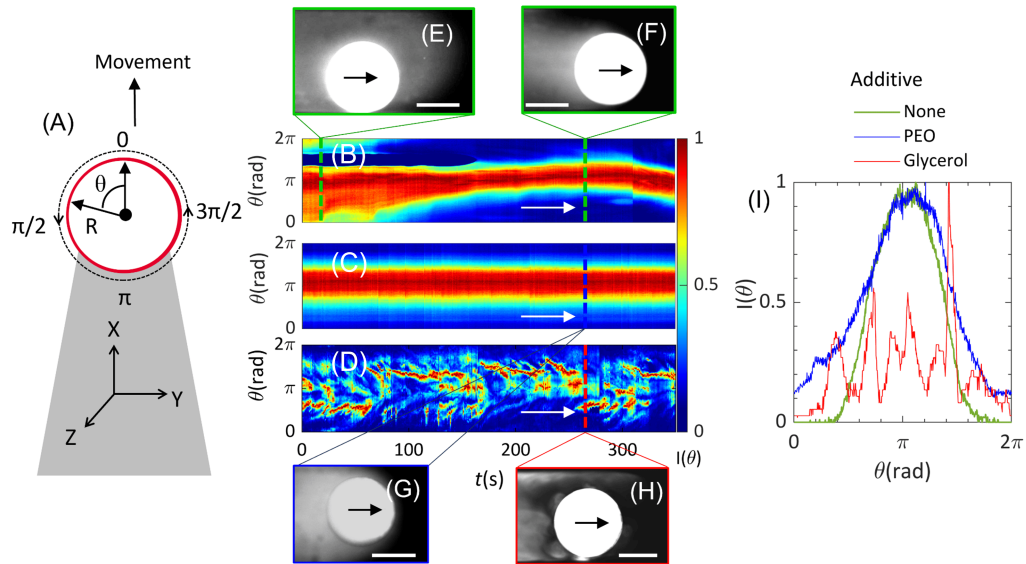 Movement
(A)
0
θ
R
π/2
3π/2
π
X
Y
Z
(E)
(F)
(B)
2π
π
0
θ(rad)
1
0.5
0
I(θ)
(C)
2π
π
0
θ(rad)
(D)
2π
π
0
θ(rad)
0
100
200
300
t(s)
(G)
(H)
Additive
None
PEO
Glycerol
(I)
1
0.5
0
I(θ)
0
π
2π
θ(rad)